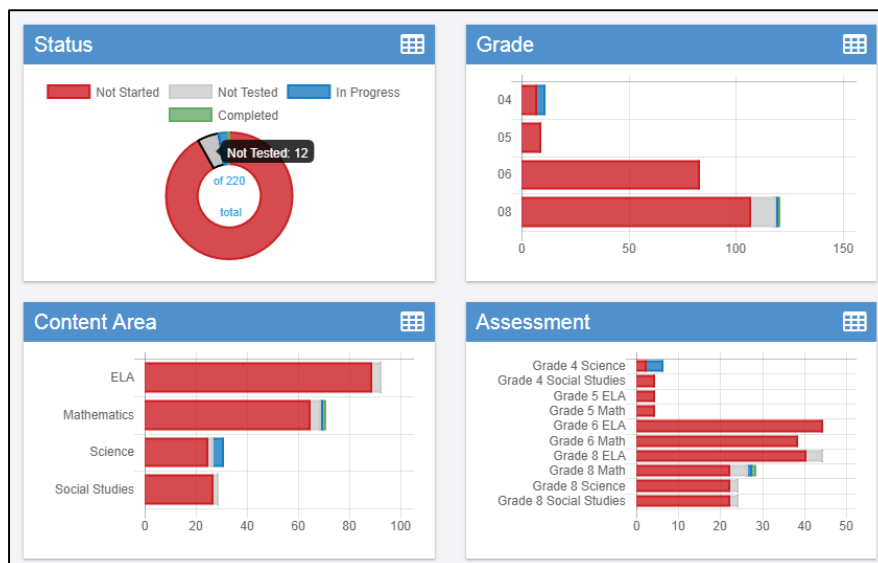 Status
Not Started
Not Tested
In Progress
Completed
Not Tested: 12
of 220
total
Grade
04
05
06
08
0 50 100 150
Content Area
ELA
Mathematics
Science
Social Studies
0 20 40 60 80 100
Assessment
Grade 4 Science
Grade 4 Social Studies
Grade 5 ELA
Grade 5 Math
Grade 6 ELA
Grade 6 Math
Grade 8 ELA
Grade 8 Math
Grade 8 Science
Grade 8 Social Studies
0 10 20 30 40 50